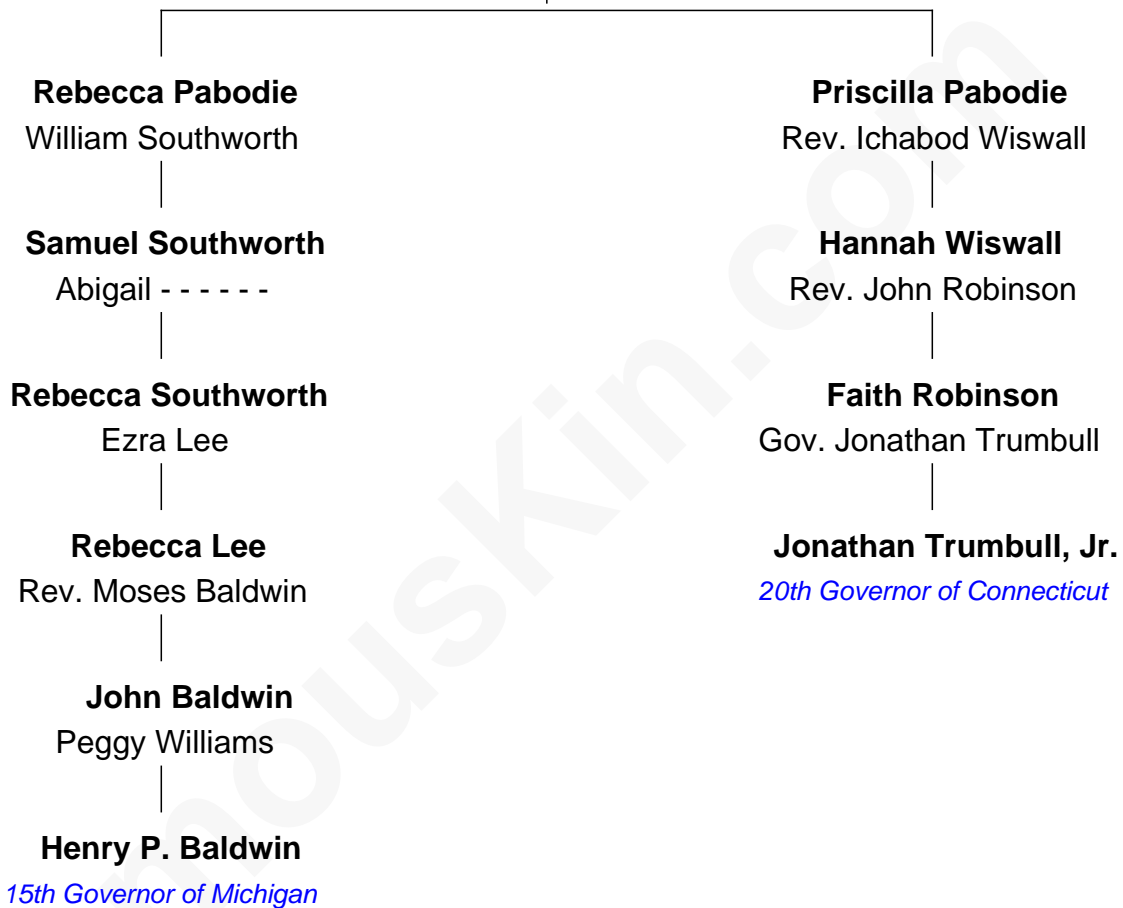 Rebecca Pabodie
William Southworth
Samuel Southworth
Abigail - - - - - -
Rebecca Southworth
Ezra Lee
Rebecca Lee
Rev. Moses Baldwin
John Baldwin
Peggy Williams
Henry P. Baldwin
15th Governor of Michigan
Priscilla Pabodie
Rev. Ichabod Wiswall
Hannah Wiswall
Rev. John Robinson
Faith Robinson
Gov. Jonathan Trumbull
Jonathan Trumbull, Jr.
20th Governor of Connecticut
mouskin.com